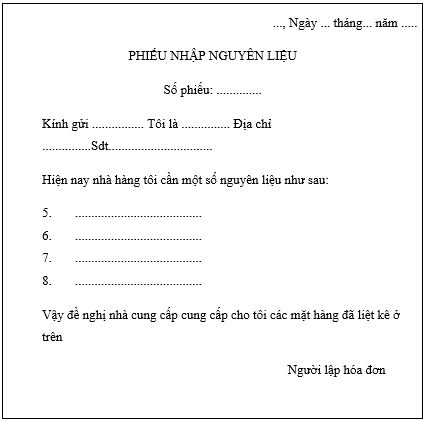 ..., Ngày ... tháng... năm .....
PHIẾU NHẬP NGUYÊN LIỆU
Số phiếu: ..............
Kính gửi ................ Tôi là ............... Địa chỉ
...............Sdt................................
Hiện nay nhà hàng tôi cần một số nguyên liệu như sau:
5. .......................................
6. .......................................
7. .......................................
8. .......................................
Vậy đề nghị nhà cung cấp cung cấp cho tôi các mặt hàng đã liệt kê ở
trên
Người lập hóa đơn